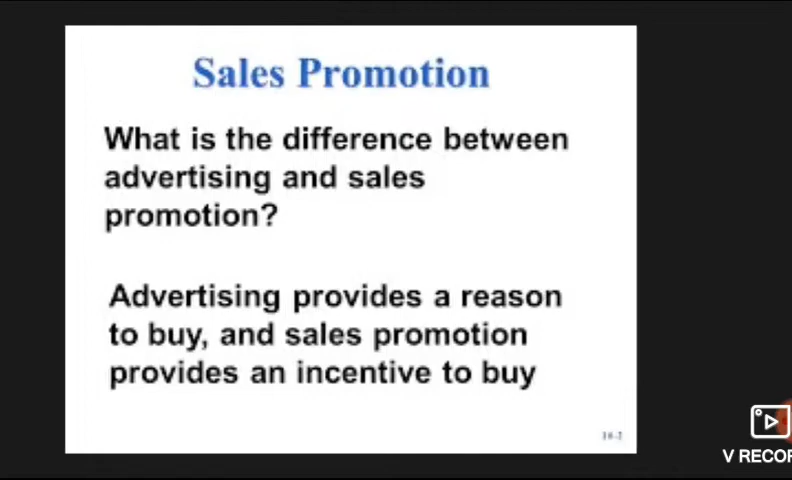 Sales Promotion
What is the difference between
advertising and sales
promotion?
Advertising provides a reason
to buy, and sales promotion
provides an incentive to buy
V RECOR